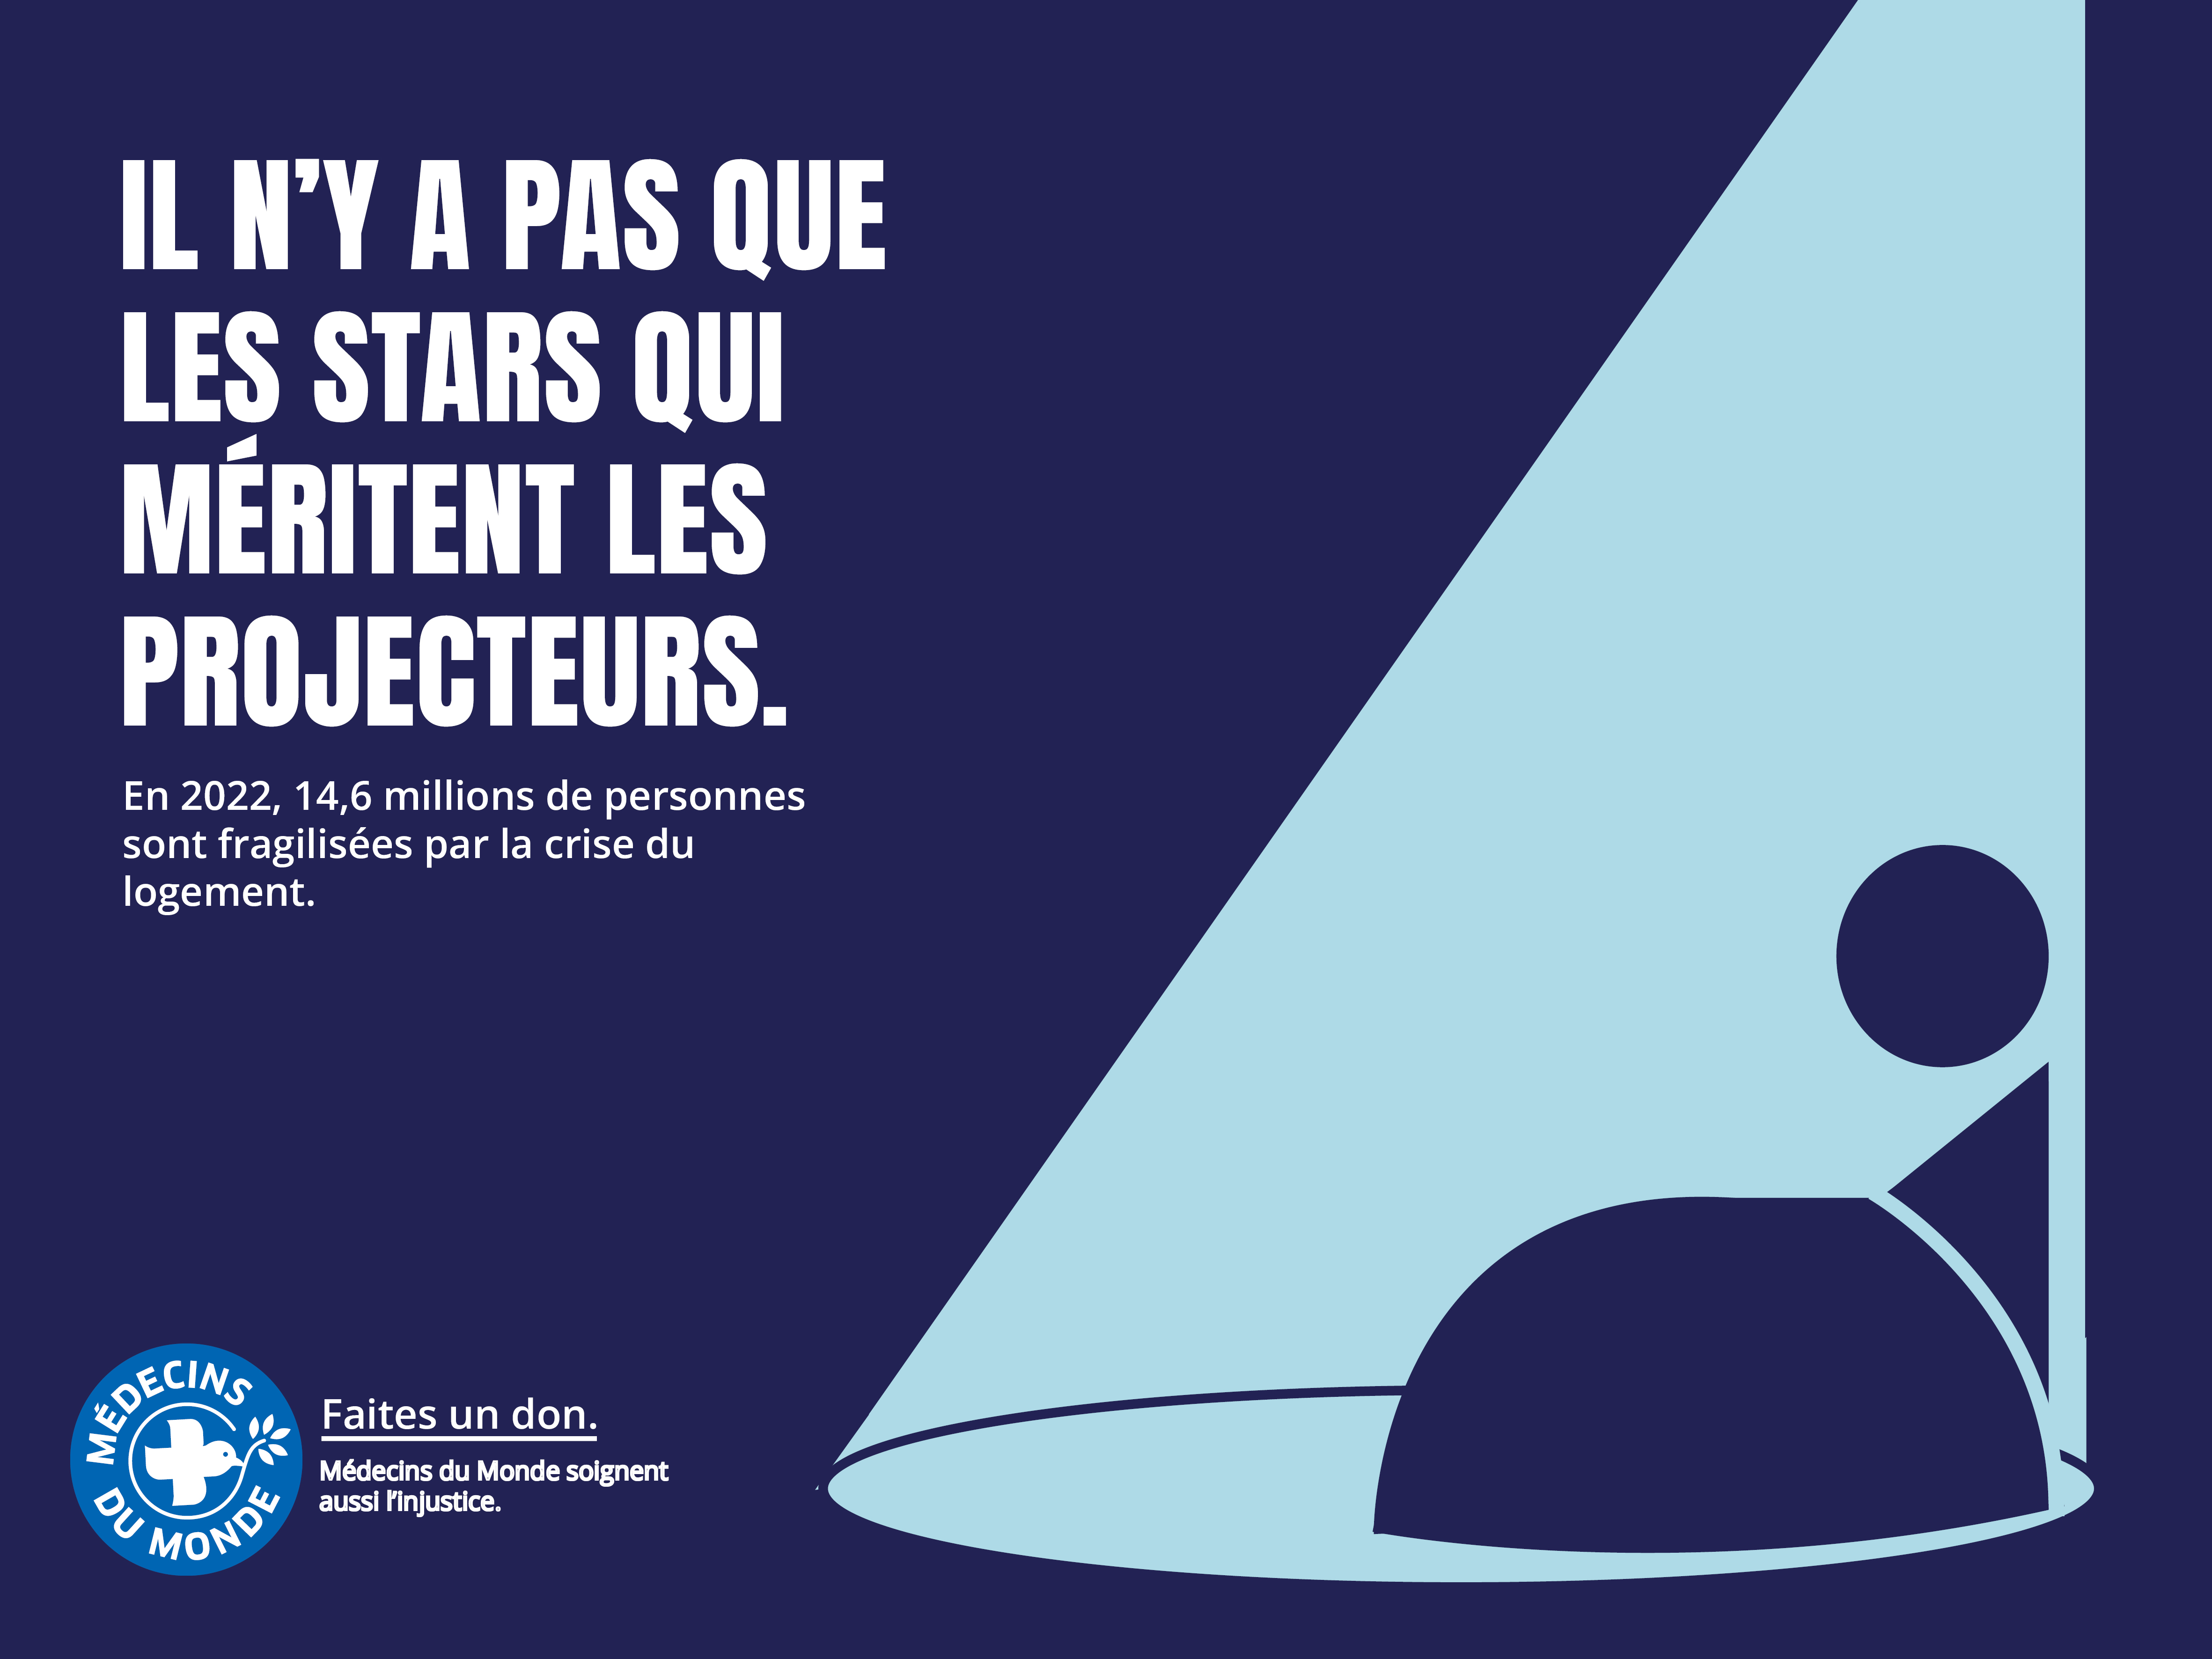 IL N’Y A PAS QUE
LES STARS QUI
MÉRITENT LES
PROJECTEURS.
En 2022, 14,6 millions de personnes
sont fragilisées par la crise du
logement.
MÉDECINS
DU MONDE
Faites un don.
Médecins du Monde soignent
aussi l’injustice.